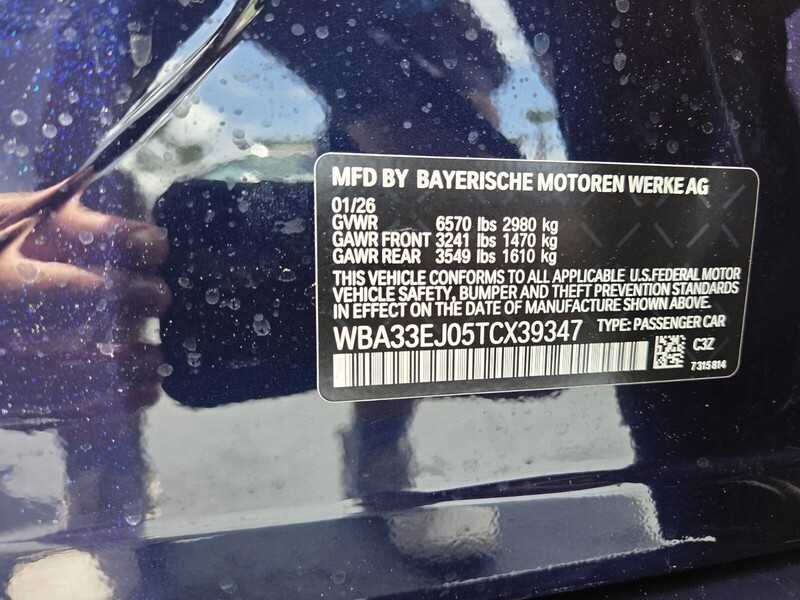 MFD BY BAYERISCHE MOTOREN WERKE AG
01/26
GVWR 6570 lbs 2980 kg
GAWR FRONT 3241 lbs 1470 kg
GAWR REAR 3549 lbs 1610 kg
THIS VEHICLE CONFORMS TO ALL APPLICABLE U.S.FEDERAL MOTOR
VEHICLE SAFETY, BUMPER AND THEFT PREVENTION STANDARDS
IN EFFECT ON THE DATE OF MANUFACTURE SHOWN ABOVE.
WBA33EJ05TCX39347 TYPE: PASSENGER CAR
C3Z
7315814